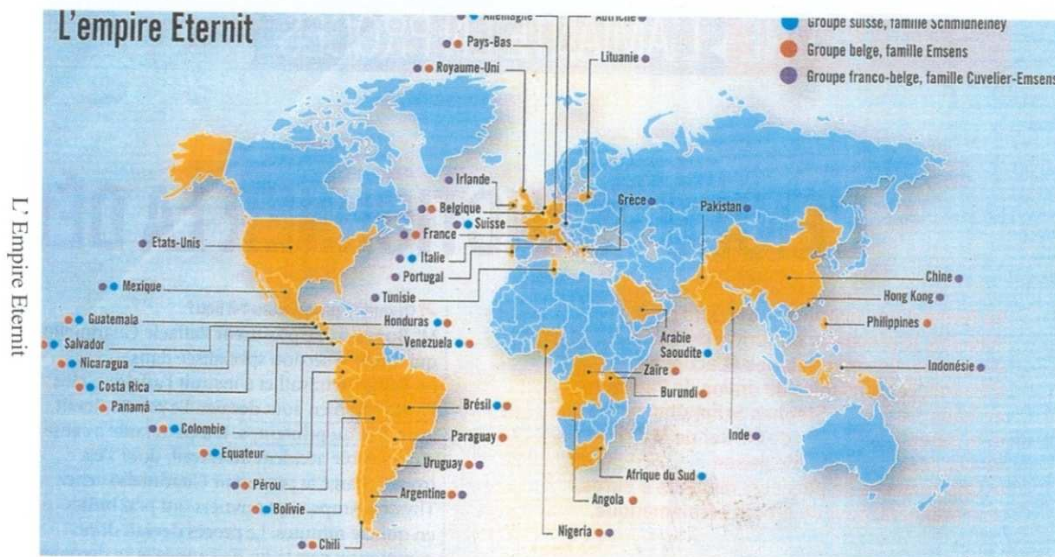 L'empire Eternit
Allemagne
Autriche
Groupe suisse, famille Schmidheiney
Pays-Bas
Groupe belge, famille Emsens
Royaume-Uni
Lituanie
Groupe franco-belge, famille Cuvelier-Emsens
Irlande
Grèce
Pakistan
Belgique
Suisse
France
Etats-Unis
Italie
Portugal
Chine
Mexique
Tunisie
Hong Kong
Guatemala
Honduras
Philippines
Salvador
Venezuela
Arabie
Saoudite
Nicaragua
Indonésie
Zaïre
Costa Rica
Burundi
Panamá
Brésil
Colombie
Paraguay
Inde
Equateur
Uruguay
Afrique du Sud
Pérou
Argentine
Angola
Bolivie
Nigeria
Chili
L'Empire Eternit